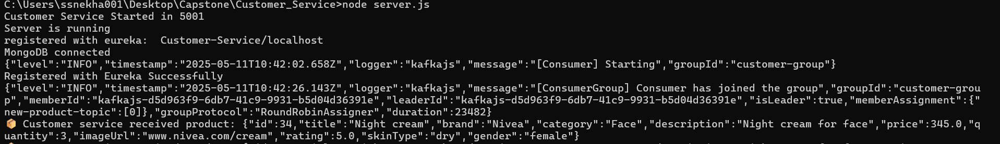 C:\Users\ssnekha001\Desktop\Capstone\Customer_Service>node server.js
Customer Service Started in 5001
Server is running
registered with eureka:  Customer-Service/localhost
MongoDB connected
{"level":"INFO","timestamp":"2025-05-11T10:42:02.658Z","logger":"kafkajs","message":"[Consumer] Starting","groupId":"customer-group"}
Registered with Eureka Successfully
{"level":"INFO","timestamp":"2025-05-11T10:42:26.143Z","logger":"kafkajs","message":"[ConsumerGroup] Consumer has joined the group","groupId":"customer-grou
p","memberId":"kafkajs-d5d963f9-6db7-41c9-9931-b5d04d36391e","leaderId":"kafkajs-d5d963f9-6db7-41c9-9931-b5d04d36391e","isLeader":true,"memberAssignment":{"
new-product-topic":[0]},"groupProtocol":"RoundRobinAssigner","duration":23482}
📦 Customer service received product: {"id":34,"title":"Night cream","brand":"Nivea","category":"Face","description":"Night cream for face","price":345.0,"q
uantity":3,"imageUrl":"www.nivea.com/cream","rating":5.0,"skinType":"dry","gender":"female"}